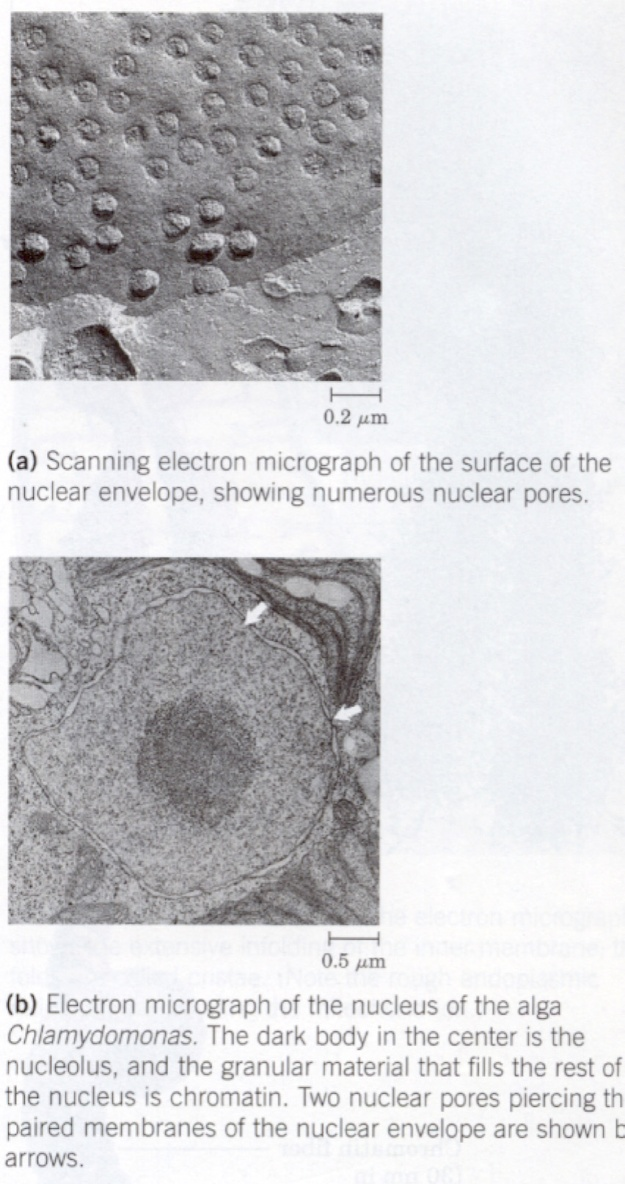 0.2 μm
(a) Scanning electron micrograph of the surface of the
nuclear envelope, showing numerous nuclear pores.
0.5 μm
(b) Electron micrograph of the nucleus of the alga
Chlamydomonas. The dark body in the center is the
nucleolus, and the granular material that fills the rest of
the nucleus is chromatin. Two nuclear pores piercing th
paired membranes of the nuclear envelope are shown b
arrows.